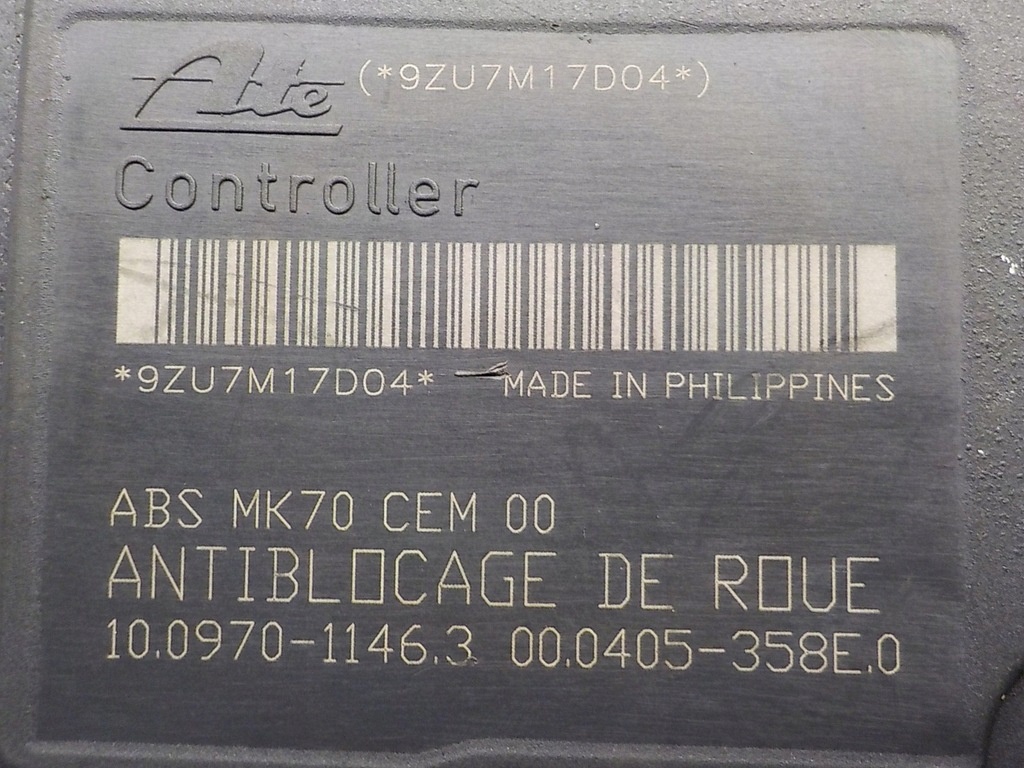 Ate (*9ZU7M17D04*)
Controller
*9ZU7M17D04* MADE IN PHILIPPINES
ABS MK70 CEM 00
ANTIBLOCAGE DE ROUE
10.0970-1146.3 00.0405-358E.0